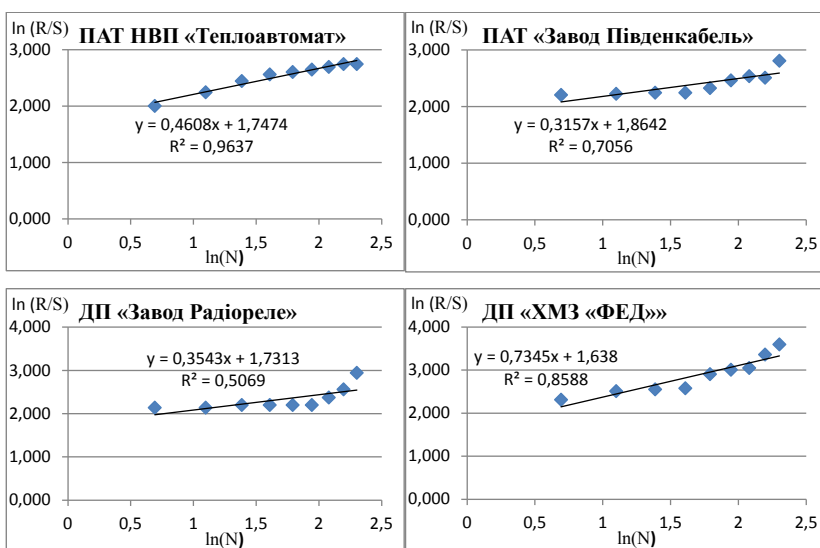 ln (R/S)
ПАТ НВП «Теплоавтомат»
3,000
2,000
1,000
0,000
y = 0,4608x + 1,7474
R² = 0,9637
0 0,5 1 1,5 2 2,5
ln(N)
ln (R/S)
ПАТ «Завод Південкабель»
3,000
2,000
1,000
0,000
y = 0,3157x + 1,8642
R² = 0,7056
0 0,5 1 1,5 2 2,5
ln(N)
ln (R/S)
ДП «Завод Радіореле»
4,000
3,000
2,000
1,000
0,000
y = 0,3543x + 1,7313
R² = 0,5069
0 0,5 1 1,5 2 2,5
ln(N)
ln (R/S)
ДП «ХМЗ «ФЕД»»
4,000
3,000
2,000
1,000
0,000
y = 0,7345x + 1,638
R² = 0,8588
0 0,5 1 1,5 2 2,5
ln(N)